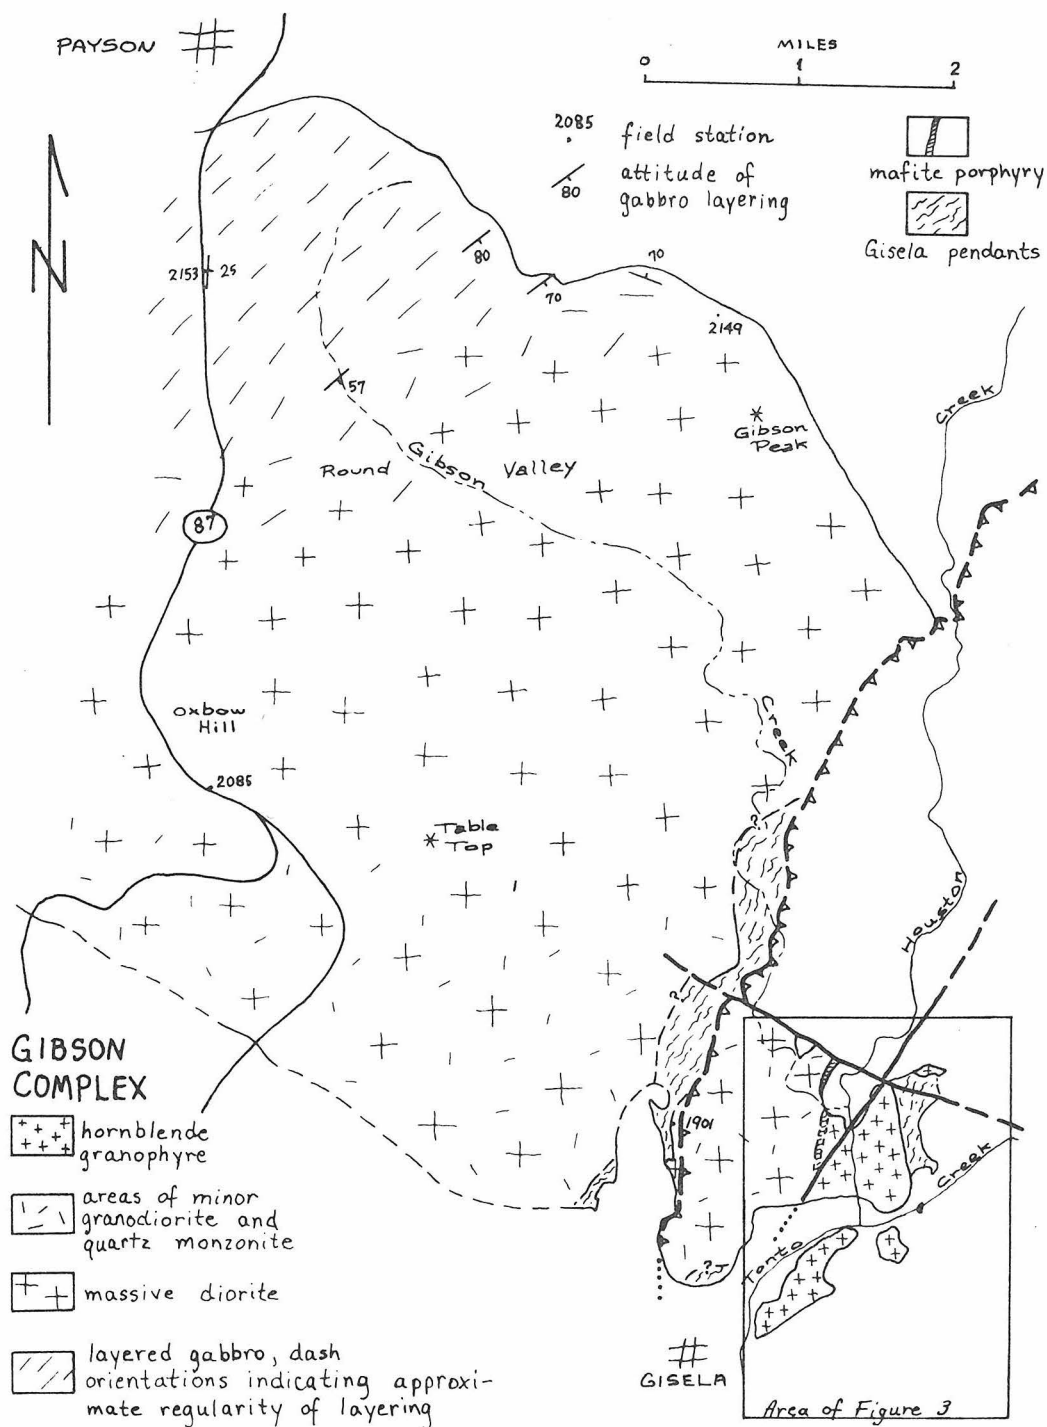 PAYSON
MILES
0 1 2
2085 field station
80 attitude of
gabbro layering
mafite porphyry
Gisela pendants
N
2153 25
80
70
70
2149
57
Gibson
Peak
Creek
Round Valley
Gibson
87
Oxbow
Hill
Creek
2085
Table
Top
?
Houston
?
1901
Creek
Tonto
?
GISELA
Area of Figure 3
GIBSON
COMPLEX
hornblende
granophyre
areas of minor
granodiorite and
quartz monzonite
massive diorite
layered gabbro, dash
orientations indicating approxi-
mate regularity of layering